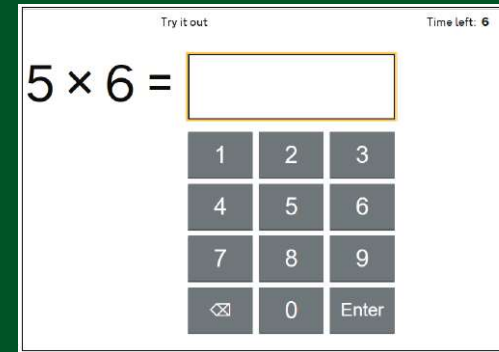 Try it out
Time left: 6
5 × 6 =
1 2 3
4 5 6
7 8 9
⌫ 0 Enter